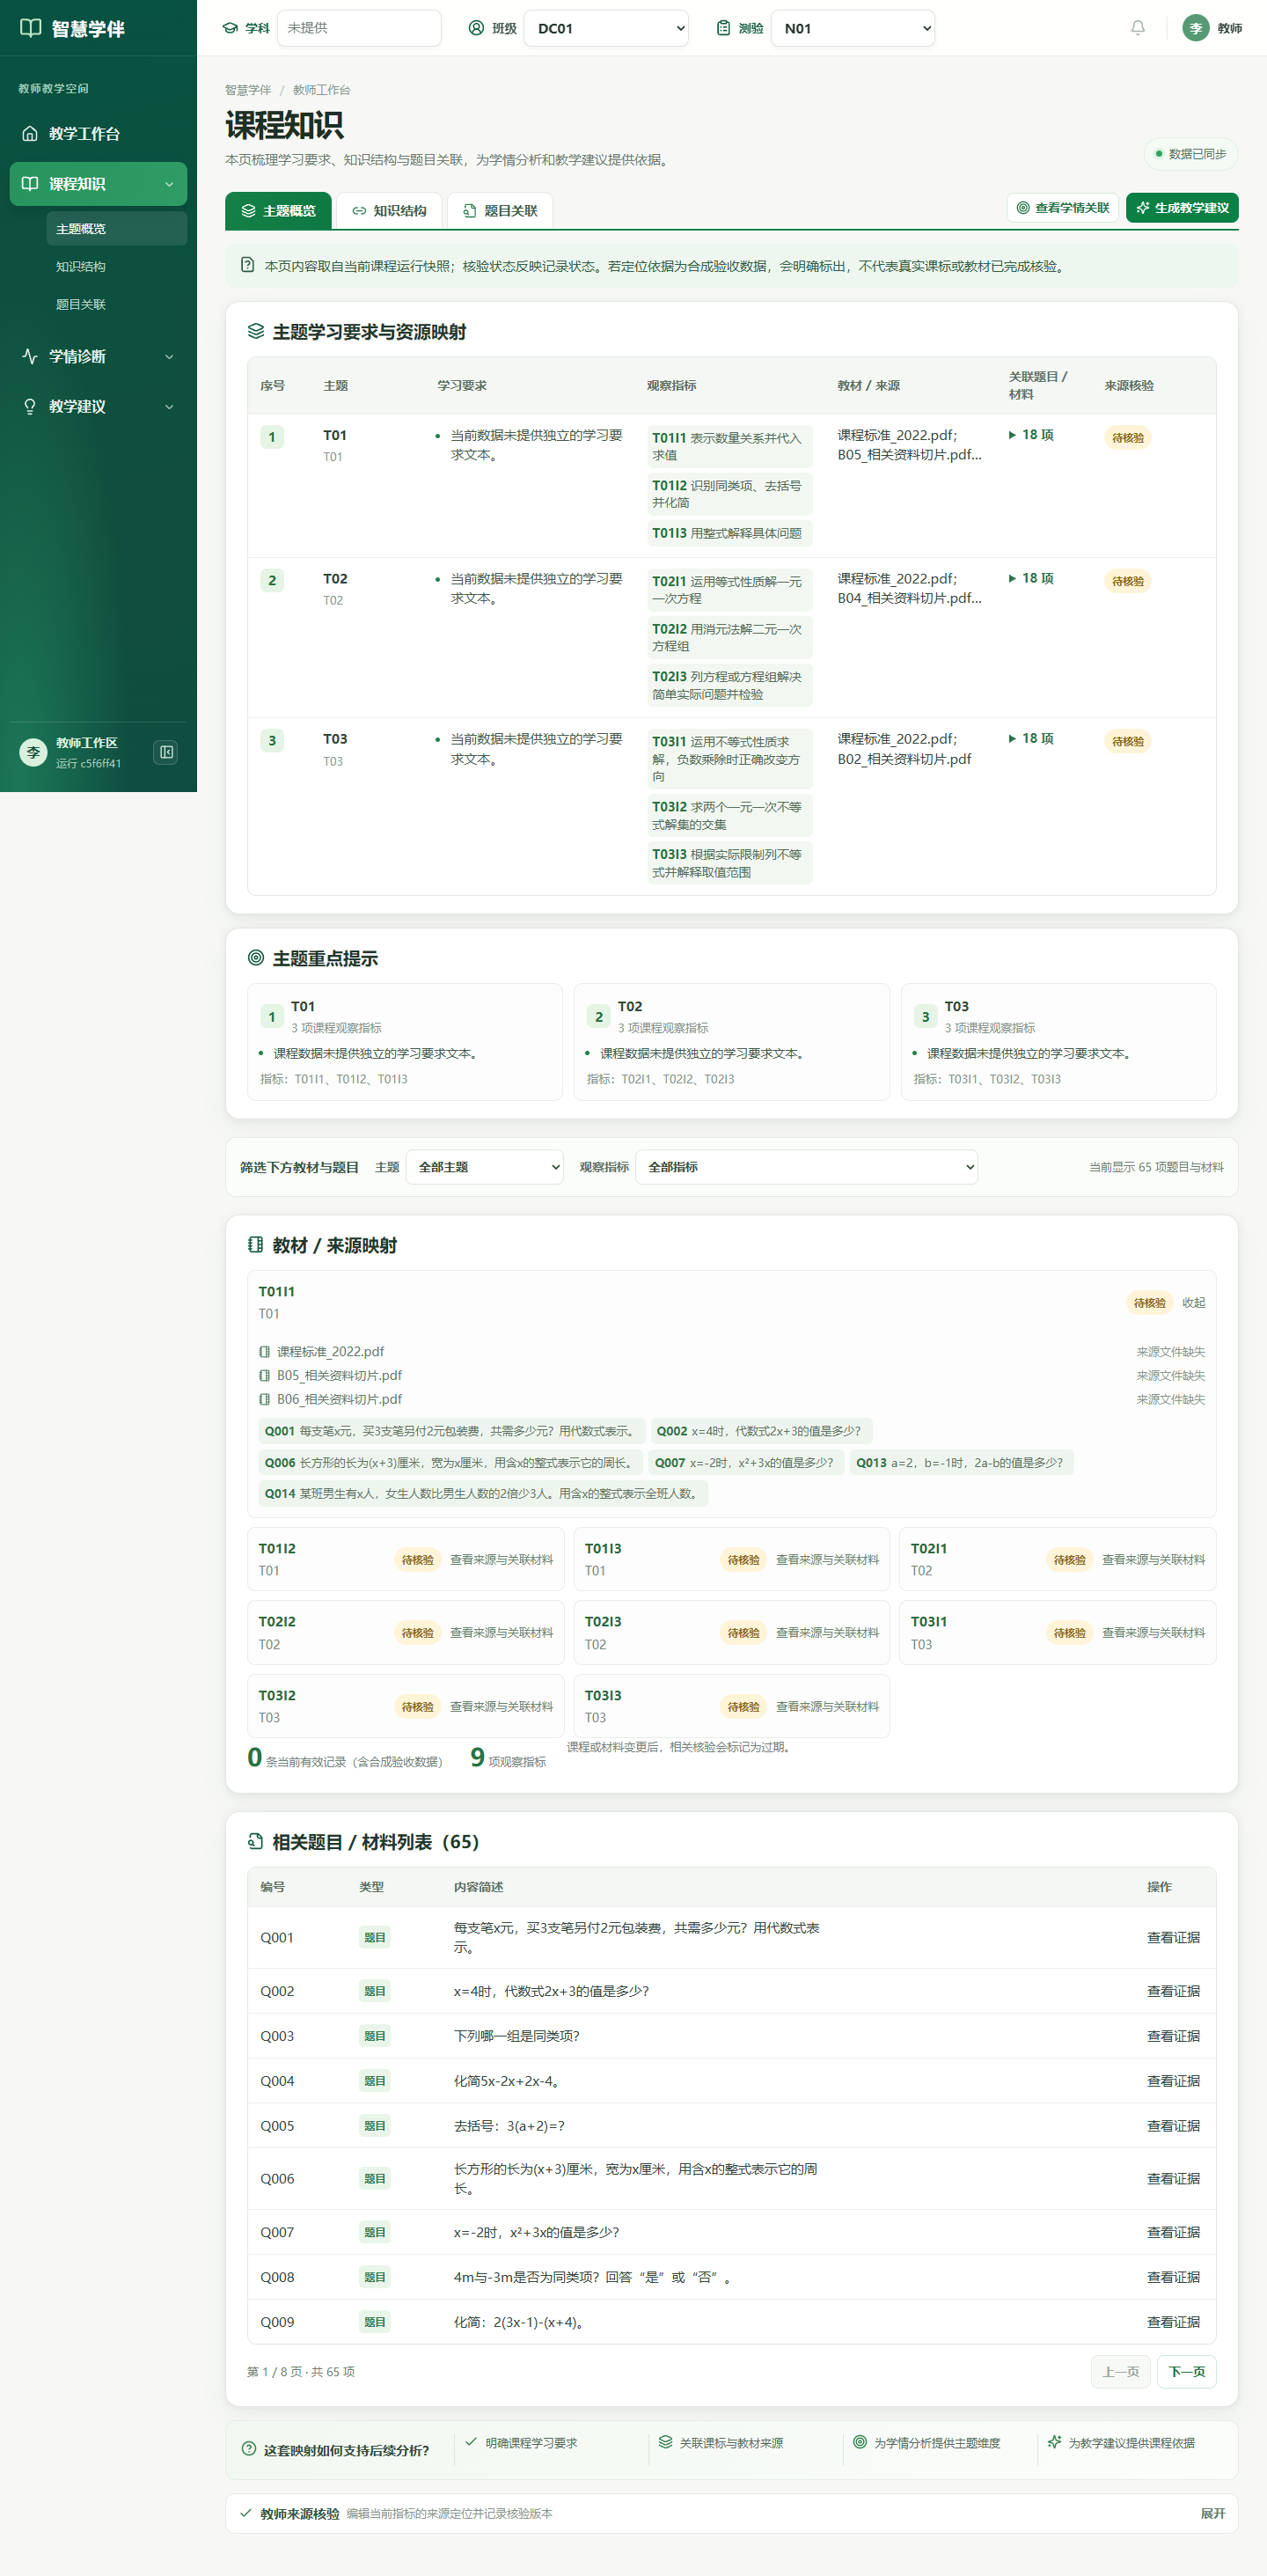 智慧学伴
学科
未提供
班级
DC01
测验
N01
李
教师
教师教学空间
教学工作台
课程知识
主题概览
知识结构
题目关联
学情诊断
教学建议
李
教师工作区
运行 c5f6ff41
智慧学伴 / 教师工作台
课程知识
本页梳理学习要求、知识结构与题目关联，为学情分析和教学建议提供依据。
数据已同步
主题概览
知识结构
题目关联
查看学情关联
生成教学建议
本页内容取自当前课程运行快照；核验状态反映记录状态。若定位依据为合成验收数据，会明确标出，不代表真实课标或教材已完成核验。
主题学习要求与资源映射
序号
主题
学习要求
观察指标
教材 / 来源
关联题目 /
材料
来源核验
1
T01
T01
当前数据未提供独立的学习要
求文本。
T01I1 表示数量关系并代入
求值
T01I2 识别同类项、去括号
并化简
T01I3 用整式解释具体问题
课程标准_2022.pdf；
B05_相关资料切片.pdf...
18 项
待核验
2
T02
T02
当前数据未提供独立的学习要
求文本。
T02I1 运用等式性质解一元
一次方程
T02I2 用消元法解二元一次
方程组
T02I3 列方程或方程组解决
简单实际问题并检验
课程标准_2022.pdf；
B04_相关资料切片.pdf...
18 项
待核验
3
T03
T03
当前数据未提供独立的学习要
求文本。
T03I1 运用不等式性质求
解，负数乘除时正确改变方
向
T03I2 求两个一元一次不等
式解集的交集
T03I3 根据实际限制列不等
式并解释取值范围
课程标准_2022.pdf；
B02_相关资料切片.pdf
18 项
待核验
主题重点提示
1
T01
3 项课程观察指标
课程数据未提供独立的学习要求文本。
指标：T01I1、T01I2、T01I3
2
T02
3 项课程观察指标
课程数据未提供独立的学习要求文本。
指标：T02I1、T02I2、T02I3
3
T03
3 项课程观察指标
课程数据未提供独立的学习要求文本。
指标：T03I1、T03I2、T03I3
筛选下方教材与题目
主题
全部主题
观察指标
全部指标
当前显示 65 项题目与材料
教材 / 来源映射
T01I1
T01
待核验
收起
课程标准_2022.pdf
来源文件缺失
B05_相关资料切片.pdf
来源文件缺失
B06_相关资料切片.pdf
来源文件缺失
Q001 每支笔x元，买3支笔另付2元包装费，共需多少元？用代数式表示。
Q002 x=4时，代数式2x+3的值是多少？
Q006 长方形的长为(x+3)厘米，宽为x厘米，用含x的整式表示它的周长。
Q007 x=-2时，x²+3x的值是多少？
Q013 a=2，b=-1时，2a-b的值是多少？
Q014 某班男生有x人，女生人数比男生人数的2倍少3人。用含x的整式表示全班人数。
T01I2
T01
待核验
查看来源与关联材料
T01I3
T01
待核验
查看来源与关联材料
T02I1
T02
待核验
查看来源与关联材料
T02I2
T02
待核验
查看来源与关联材料
T02I3
T02
待核验
查看来源与关联材料
T03I1
T03
待核验
查看来源与关联材料
T03I2
T03
待核验
查看来源与关联材料
T03I3
T03
待核验
查看来源与关联材料
0 条当前有效记录（含合成验收数据）
9 项观察指标
课程或材料变更后，相关核验会标记为过期。
相关题目 / 材料列表（65）
编号
类型
内容简述
操作
Q001
题目
每支笔x元，买3支笔另付2元包装费，共需多少元？用代数式表
示。
查看证据
Q002
题目
x=4时，代数式2x+3的值是多少？
查看证据
Q003
题目
下列哪一组是同类项？
查看证据
Q004
题目
化简5x-2x+2x-4。
查看证据
Q005
题目
去括号：3(a+2)=?
查看证据
Q006
题目
长方形的长为(x+3)厘米，宽为x厘米，用含x的整式表示它的周
长。
查看证据
Q007
题目
x=-2时，x²+3x的值是多少？
查看证据
Q008
题目
4m与-3m是否为同类项？回答“是”或“否”。
查看证据
Q009
题目
化简：2(3x-1)-(x+4)。
查看证据
第 1 / 8 页 · 共 65 项
上一页
下一页
这套映射如何支持后续分析？
明确课程学习要求
关联课标与教材来源
为学情分析提供主题维度
为教学建议提供课程依据
教师来源核验
编辑当前指标的来源定位并记录核验版本
展开